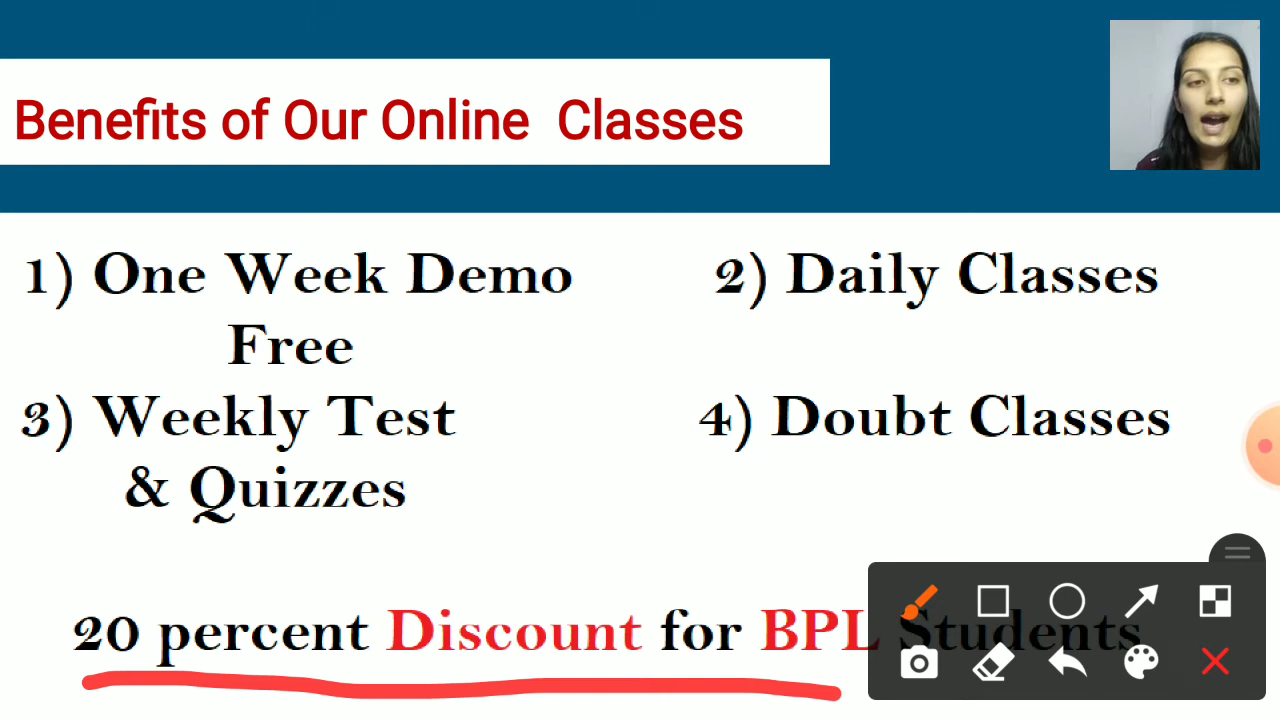 Benefits of Our Online Classes
1) One Week Demo Free
2) Daily Classes
3) Weekly Test & Quizzes
4) Doubt Classes
20 percent Discount for BPL Students